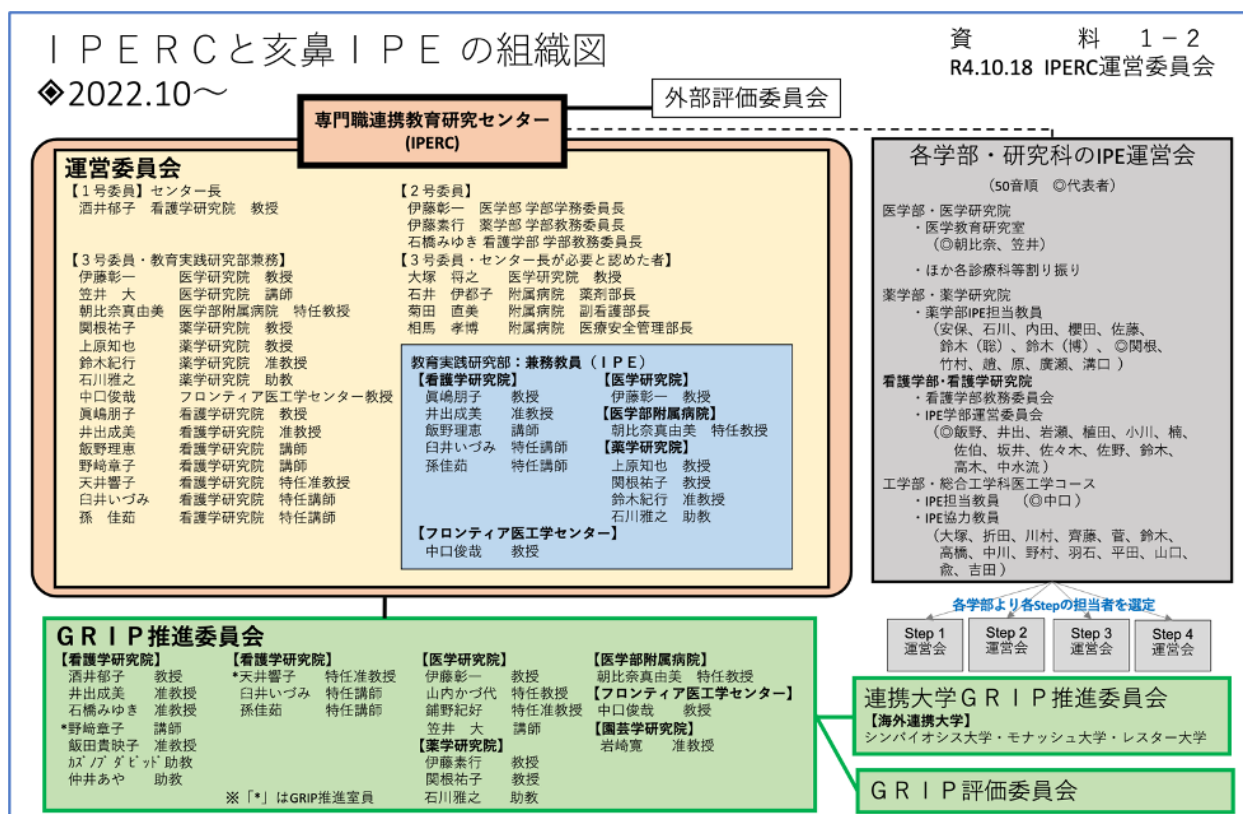 ＩＰＥＲＣと亥鼻ＩＰＥ の組織図
◈2022.10～
資　　料　１－２
R4.10.18 IPERC運営委員会
専門職連携教育研究センター
(IPERC)
外部評価委員会
運営委員会
【１号委員】センター長
酒井郁子　看護学研究院　教授
【２号委員】
伊藤彰一　医学部 学部学務委員長
伊藤素行　薬学部 学部教務委員長
石橋みゆき 看護学部 学部教務委員長
【３号委員・教育実践研究部兼務】
伊藤彰一　医学研究院　教授
笠井　大　医学研究院　講師
朝比奈真由美　医学部附属病院　特任教授
関根祐子　薬学研究院　教授
上原知也　薬学研究院　教授
鈴木紀行　薬学研究院　准教授
石川雅之　薬学研究院　助教
中口俊哉　フロンティア医工学センター教授
眞嶋朋子　看護学研究院　教授
井出成美　看護学研究院　准教授
飯野理恵　看護学研究院　講師
野﨑章子　看護学研究院　講師
天井響子　看護学研究院　特任准教授
臼井いづみ　看護学研究院　特任講師
孫　佳茹　看護学研究院　特任講師
【３号委員・センター長が必要と認めた者】
大塚　将之　医学研究院　教授
石井　伊都子　附属病院　薬剤部長
菊田　直美　附属病院　副看護部長
相馬　孝博　附属病院　医療安全管理部長
教育実践研究部：兼務教員（ＩＰＥ）
【看護学研究院】
眞嶋朋子　教授
井出成美　准教授
飯野理恵　講師
臼井いづみ　特任講師
孫佳茹　特任講師
【フロンティア医工学センター】
中口俊哉　教授
【医学研究院】
伊藤彰一　教授
【医学部附属病院】
朝比奈真由美　特任教授
【薬学研究院】
上原知也　教授
関根祐子　教授
鈴木紀行　准教授
石川雅之　助教
各学部・研究科のIPE運営会
（50音順　◎代表者）
医学部・医学研究院
・医学教育研究室
（◎朝比奈、笠井）
・ほか各診療科等割り振り
薬学部・薬学研究院
・薬学部IPE担当教員
（安保、石川、内田、櫻田、佐藤、
鈴木（聡）、鈴木（博）、◎関根、
竹村、趙、原、廣瀬、溝口 ）
看護学部・看護学研究院
・看護学部教務委員会
・IPE学部運営委員会
（◎飯野、井出、岩瀬、植田、小川、楠、
佐伯、坂井、佐々木、佐野、鈴木、
高木、中水流）
工学部・総合工学科医工学コース
・IPE担当教員　（◎中口）
・IPE協力教員
（大塚、折田、川村、齊藤、菅、鈴木、
高橋、中川、野村、羽石、平田、山口、
兪、吉田 ）
各学部より各Stepの担当者を選定
Step 1
運営会
Step 2
運営会
Step 3
運営会
Step 4
運営会
ＧＲＩＰ推進委員会
【看護学研究院】
酒井郁子　教授
井出成美　准教授
石橋みゆき　准教授
*野﨑章子　講師
飯田貴映子　准教授
ｶｽﾞﾉﾌﾞ ﾀﾞﾋﾞｯﾄﾞ 助教
仲井あや　助教
【看護学研究院】
*天井響子　特任准教授
臼井いづみ　特任講師
孫佳茹　特任講師
※「*」はGRIP推進室員
【医学研究院】
伊藤彰一　教授
山内かづ代　特任教授
鋪野紀好　特任准教授
笠井　大　講師
【薬学研究院】
伊藤素行　教授
関根祐子　教授
石川雅之　助教
【医学部附属病院】
朝比奈真由美　特任教授
【フロンティア医工学センター】
中口俊哉　教授
【園芸学研究院】
岩崎寛　准教授
連携大学ＧＲＩＰ推進委員会
【海外連携大学】
シンバイオシス大学・モナッシュ大学・レスター大学
ＧＲＩＰ評価委員会